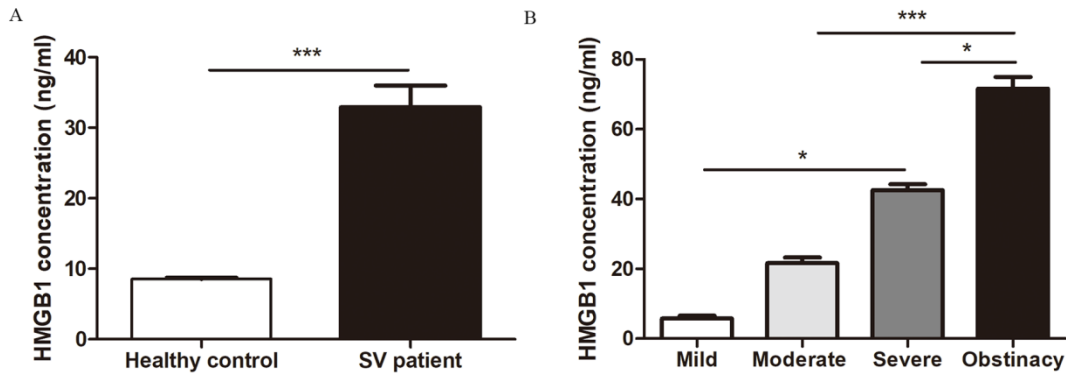 A
HMGB1 concentration (ng/ml)
40
30
20
10
0
***
Healthy control
SV patient
B
HMGB1 concentration (ng/ml)
80
60
40
20
0
***
*
*
Mild
Moderate
Severe
Obstinacy